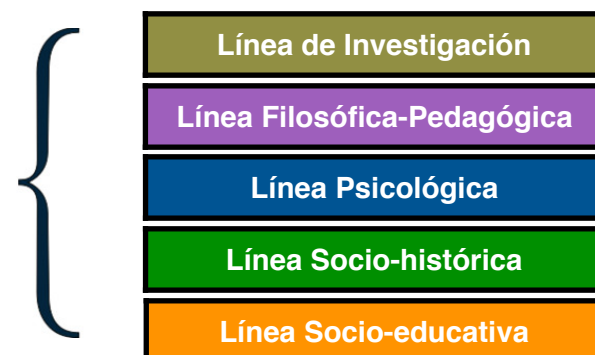 Línea de Investigación
Línea Filosófica-Pedagógica
Línea Psicológica
Línea Socio-histórica
Línea Socio-educativa